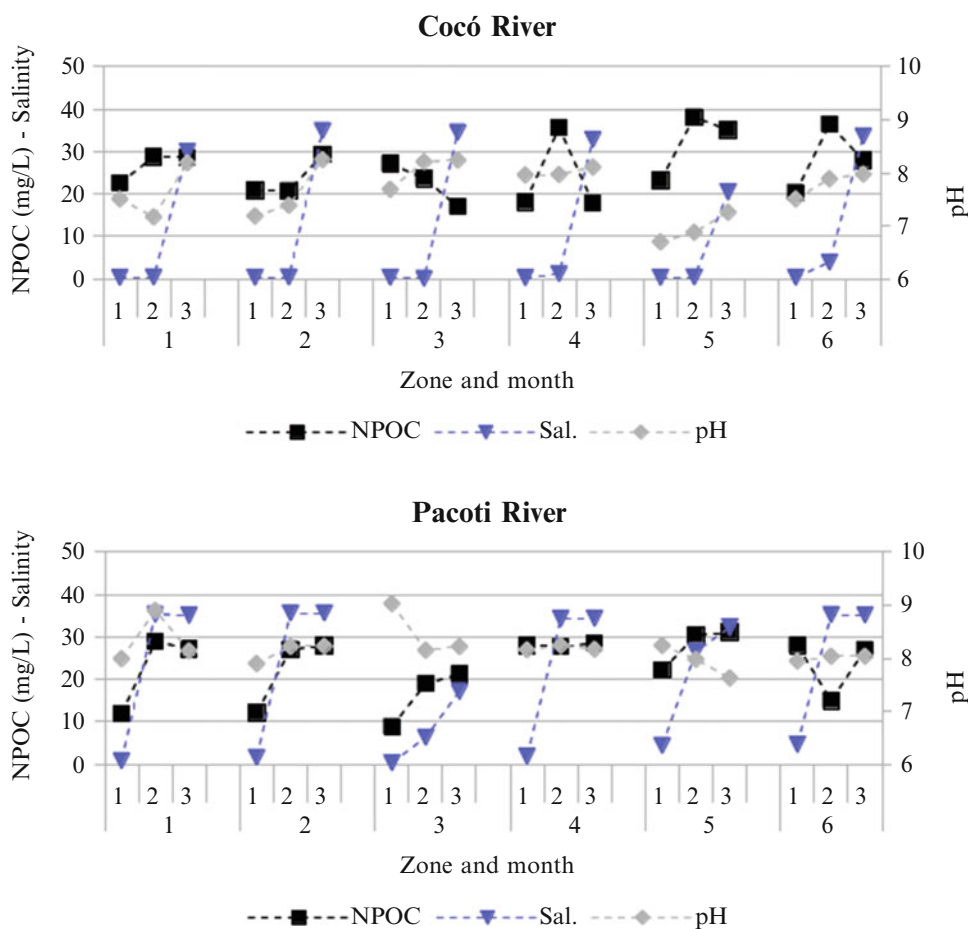 Cocó River
NPOC (mg/L) - Salinity
50 10
40 9
30 8
20
10 7
0 6
pH
1 2 3 1 2 3 1 2 3 1 2 3 1 2 3 1 2 3
1 2 3 4 5 6
Zone and month
NPOC Sal. pH
Pacoti River
NPOC (mg/L) - Salinity
50 10
40 9
30 8
20
10 7
0 6
pH
1 2 3 1 2 3 1 2 3 1 2 3 1 2 3 1 2 3
1 2 3 4 5 6
Zone and month
NPOC Sal. pH